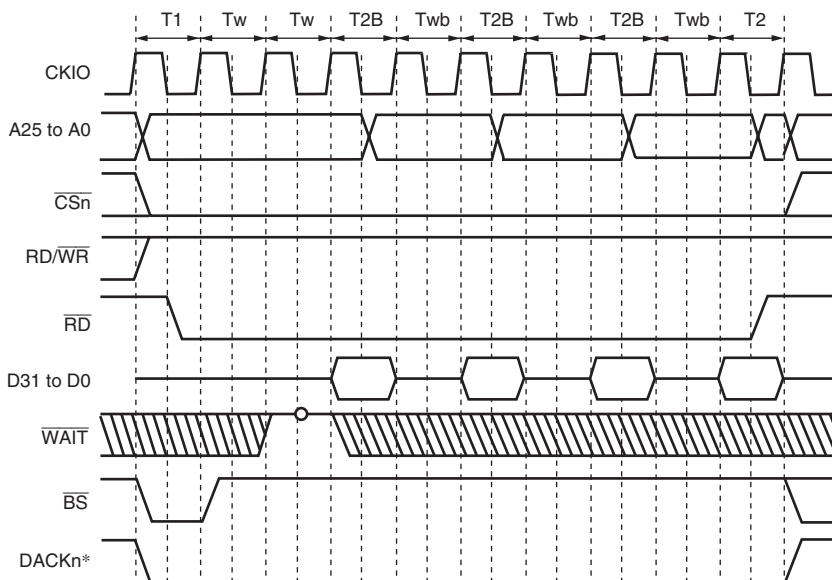 T1 Tw Tw T2B Twb T2B Twb T2B Twb T2
CKIO
A25 to A0
CSn
RD/WR
RD
D31 to D0
WAIT
BS
DACKn*